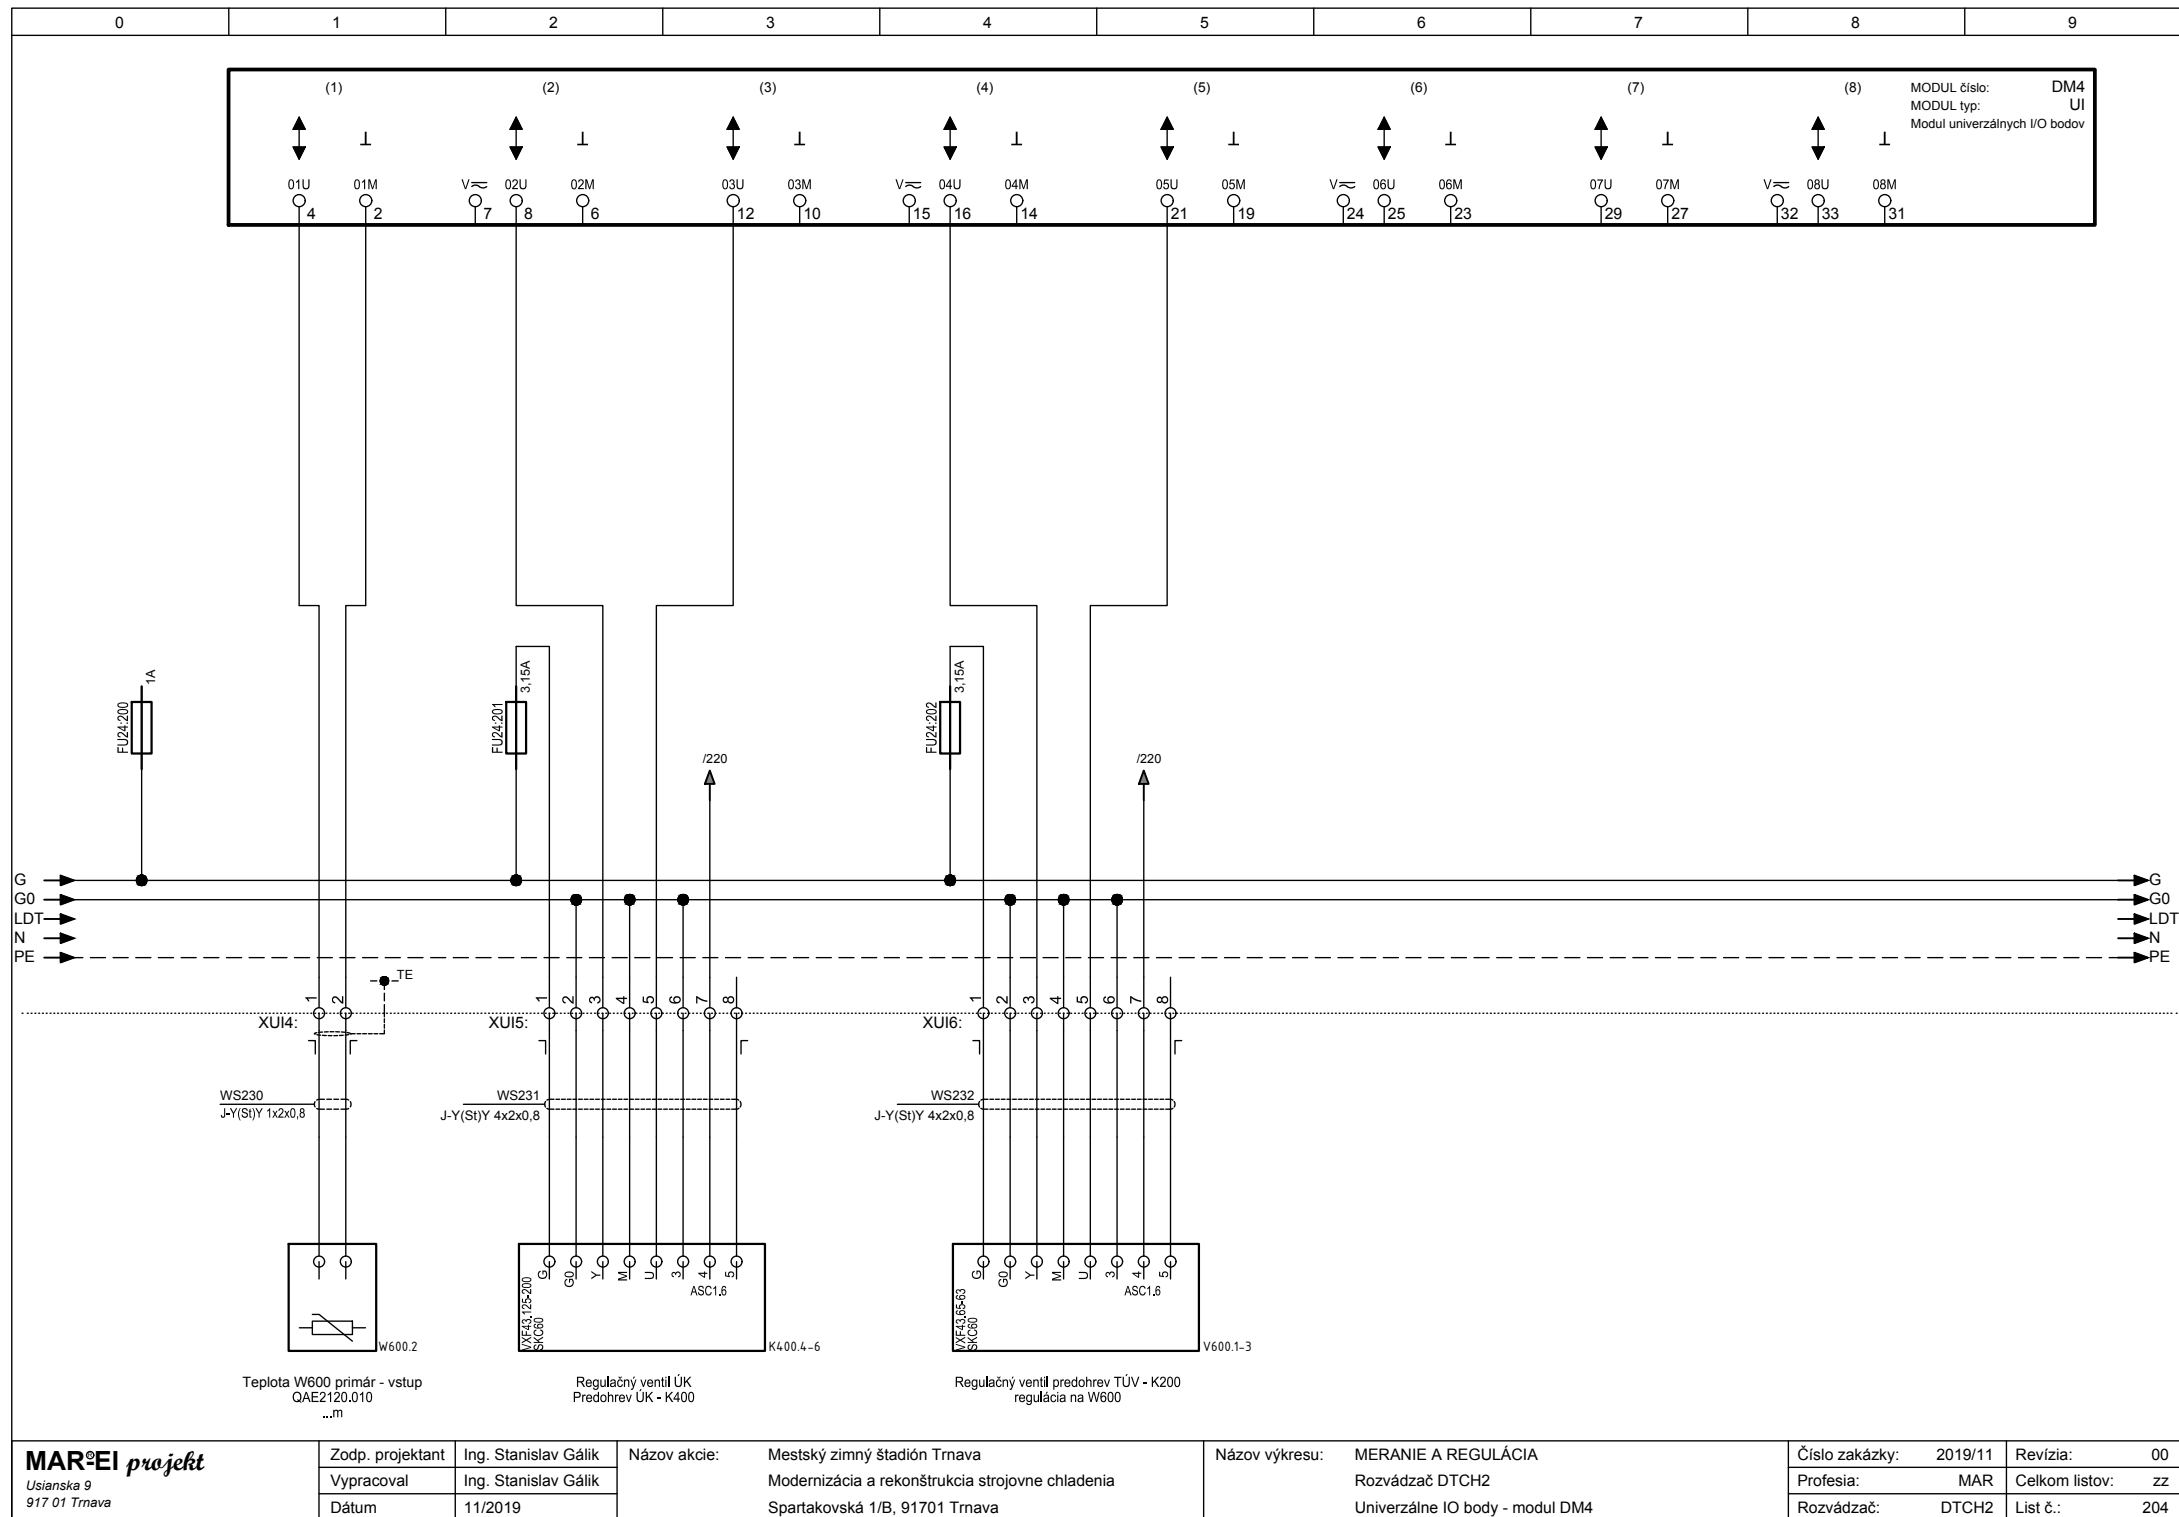 0 1 2 3 4 5 6 7 8 9
(1) (2) (3) (4) (5) (6) (7) (8)
MODUL číslo: DM4
MODUL typ: UI
Modul univerzálnych I/O bodov
01U 01M V 02U 02M 03U 03M V 04U 04M 05U 05M V 06U 06M 07U 07M V 08U 08M
4 2 7 8 6 12 10 15 16 14 21 19 24 25 23 29 27 32 33 31
FU24:200 1A
FU24:201 3,15A
FU24:202 3,15A
/220 /220
G G
G0 G0
LDT LDT
N N
PE PE
TE
XUI4: 1 2
XUI5: 1 2 3 4 5 6 7 8
XUI6: 1 2 3 4 5 6 7 8
WS230
J-Y(St)Y 1x2x0,8
WS231
J-Y(St)Y 4x2x0,8
WS232
J-Y(St)Y 4x2x0,8
W600.2
G G0 Y M U 3 4 5
ASC1.6
VXF43.125-200
SKC60
K400.4-6
G G0 Y M U 3 4 5
ASC1.6
VXF43.65-63
SKC60
V600.1-3
Teplota W600 primár - vstup
QAE2120.010
...m
Regulačný ventil ÚK
Predohrev ÚK - K400
Regulačný ventil predohrev TÚV - K200
regulácia na W600
MAR EI projekt
Usianska 9
917 01 Trnava
Zodp. projektant Ing. Stanislav Gálik
Vypracoval Ing. Stanislav Gálik
Dátum 11/2019
Názov akcie: Mestský zimný štadión Trnava
Modernizácia a rekonštrukcia strojovne chladenia
Spartakovská 1/B, 91701 Trnava
Názov výkresu: MERANIE A REGULÁCIA
Rozvádzač DTCH2
Univerzálne IO body - modul DM4
Číslo zakázky: 2019/11 Revízia: 00
Profesia: MAR Celkom listov: zz
Rozvádzač: DTCH2 List č.: 204